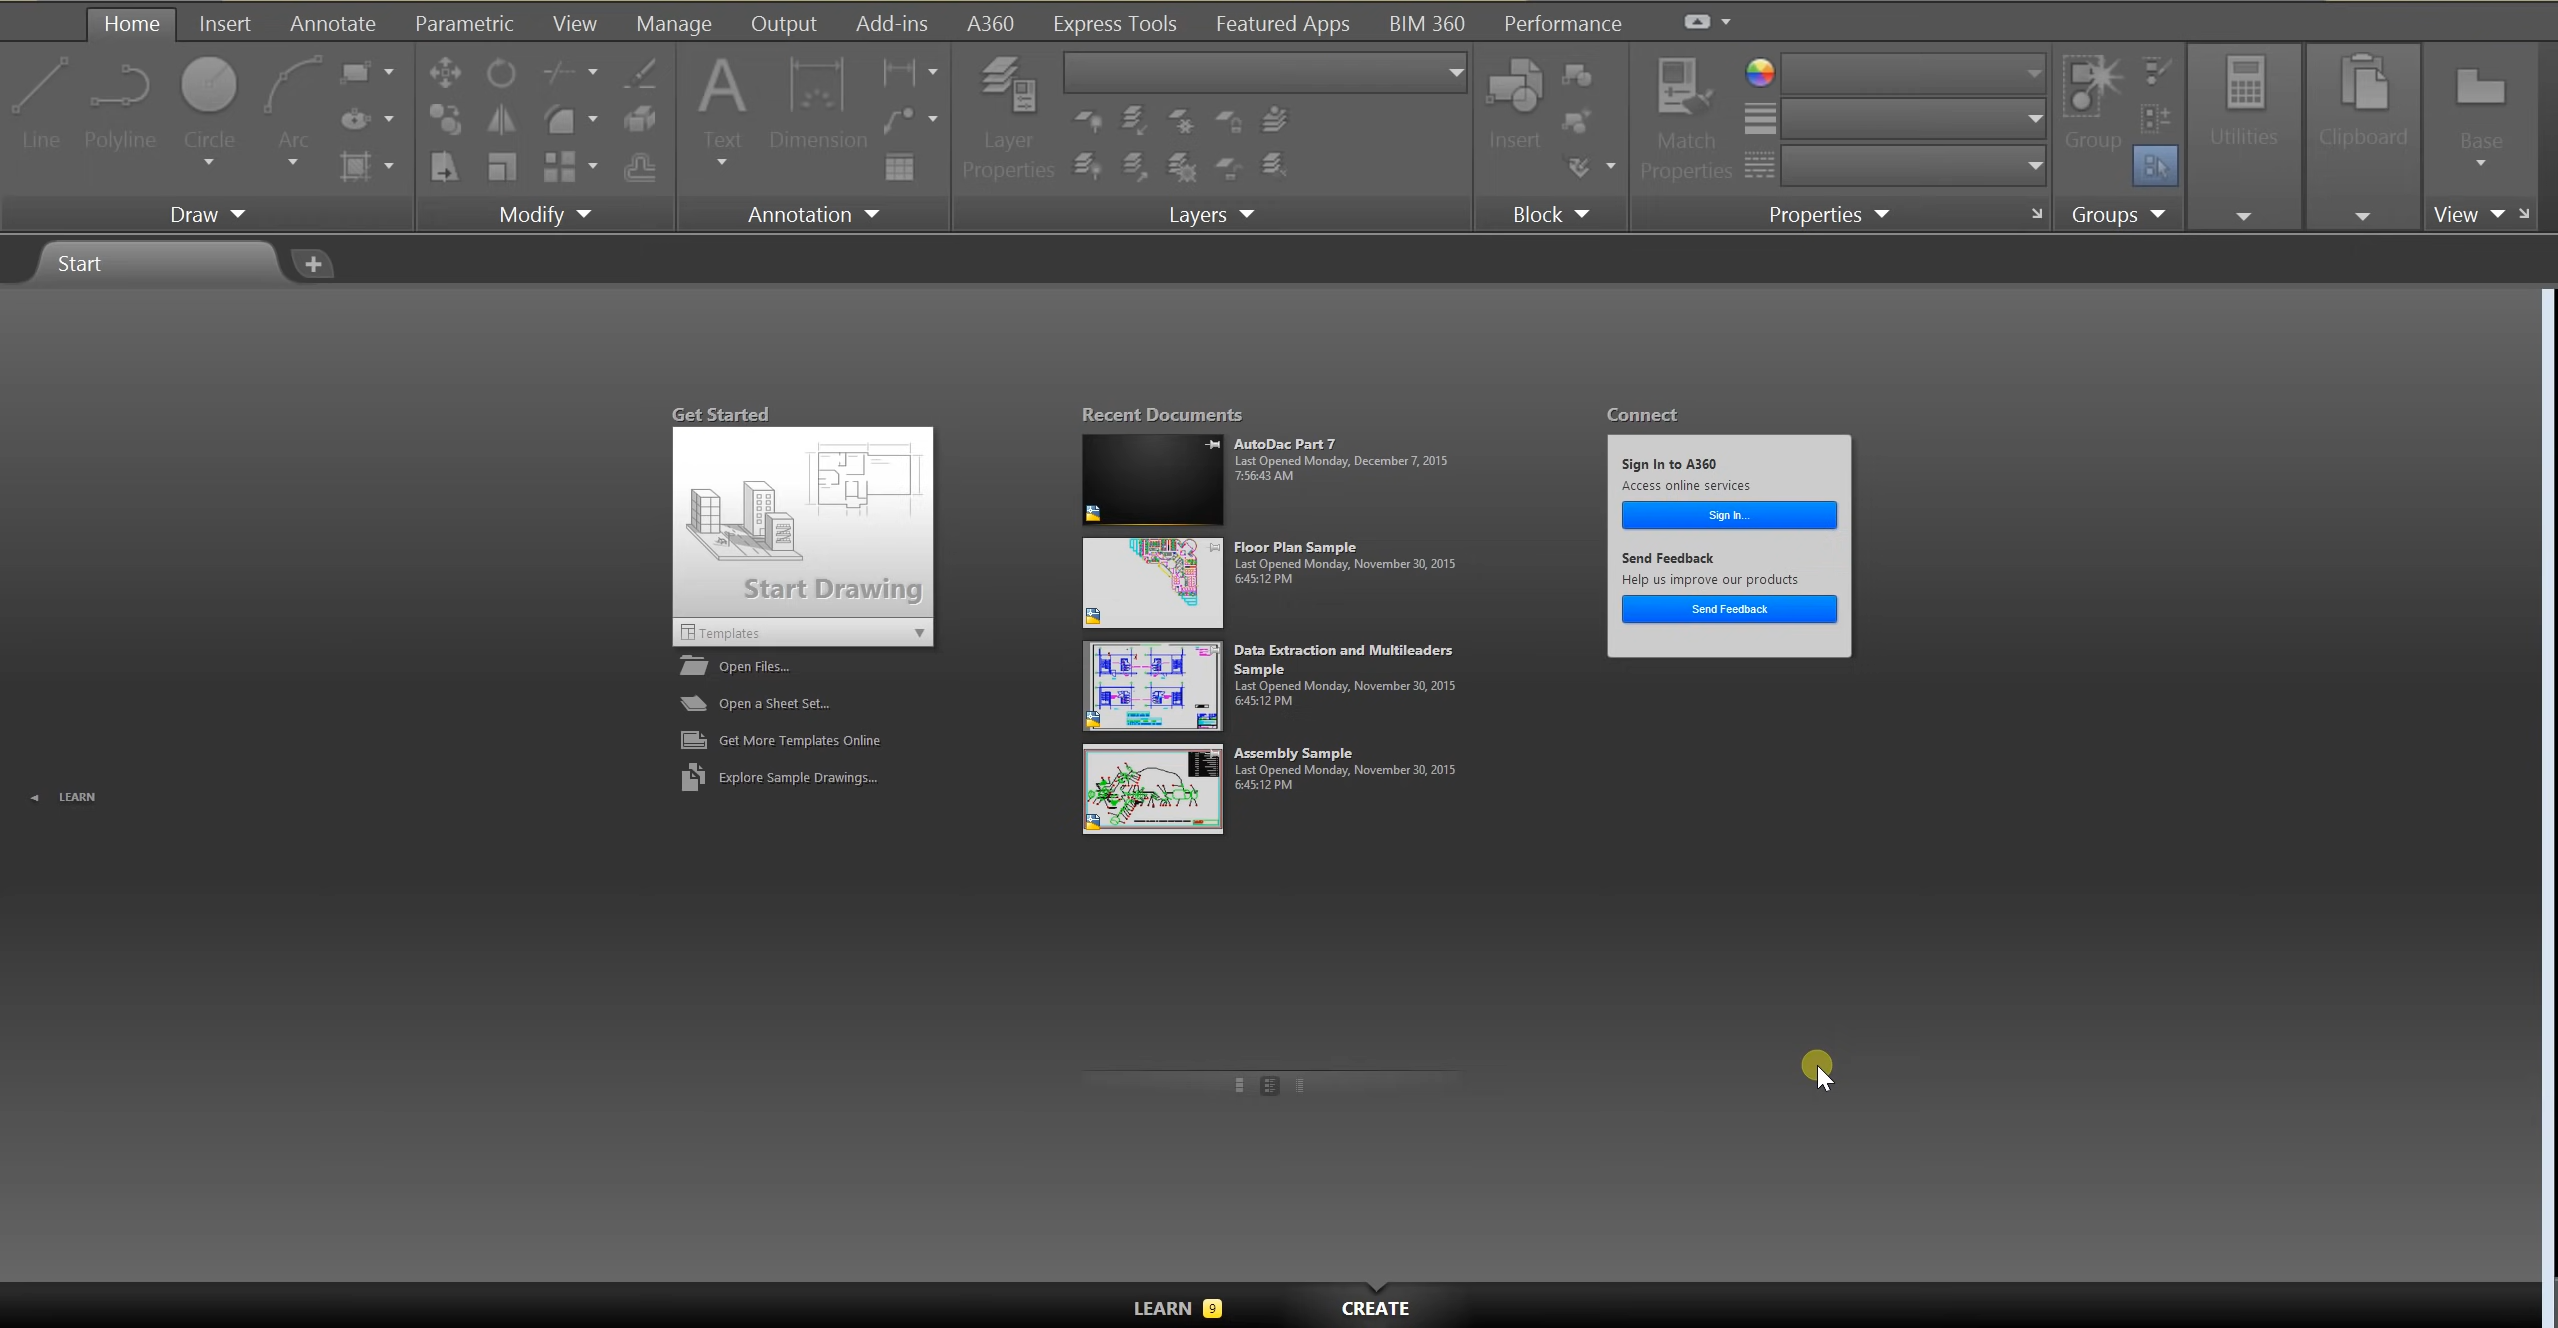 Home Insert Annotate Parametric View Manage Output Add-ins A360 Express Tools Featured Apps BIM 360 Performance
Line Polyline Circle Arc
Text Dimension
Layer
Properties
Insert
Match
Properties
Group
Utilities
Clipboard
Base
Draw Modify Annotation Layers Block Properties Groups View
Start
Get Started
Start Drawing
Templates
Open Files...
Open a Sheet Set...
Get More Templates Online
Explore Sample Drawings...
Recent Documents
AutoDac Part 7
Last Opened Monday, December 7, 2015
7:56:43 AM
Floor Plan Sample
Last Opened Monday, November 30, 2015
6:45:12 PM
Data Extraction and Multileaders
Sample
Last Opened Monday, November 30, 2015
6:45:12 PM
Assembly Sample
Last Opened Monday, November 30, 2015
6:45:12 PM
Connect
Sign In to A360
Access online services
Sign In...
Send Feedback
Help us improve our products
Send Feedback
LEARN
LEARN 9 CREATE